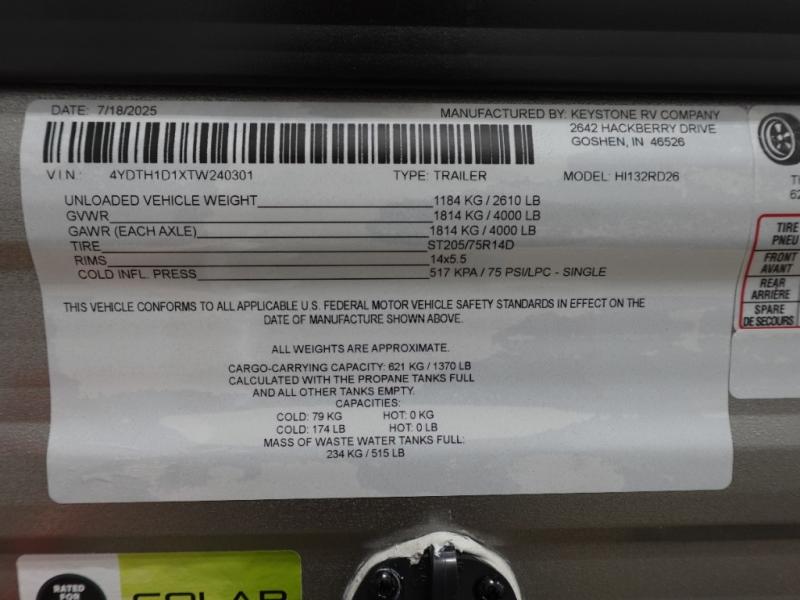 DATE: 7/18/2025
MANUFACTURED BY: KEYSTONE RV COMPANY
2642 HACKBERRY DRIVE
GOSHEN, IN 46526
V I N : 4YDTH1D1XTW240301 TYPE: TRAILER MODEL: HI132RD26
UNLOADED VEHICLE WEIGHT 1184 KG / 2610 LB
GVWR 1814 KG / 4000 LB
GAWR (EACH AXLE) 1814 KG / 4000 LB
TIRE ST205/75R14D
RIMS 14x5.5
COLD INFL. PRESS 517 KPA / 75 PSI/LPC - SINGLE
THIS VEHICLE CONFORMS TO ALL APPLICABLE U.S. FEDERAL MOTOR VEHICLE SAFETY STANDARDS IN EFFECT ON THE
DATE OF MANUFACTURE SHOWN ABOVE.
ALL WEIGHTS ARE APPROXIMATE.
CARGO-CARRYING CAPACITY: 621 KG / 1370 LB
CALCULATED WITH THE PROPANE TANKS FULL
AND ALL OTHER TANKS EMPTY.
CAPACITIES:
COLD: 79 KG HOT: 0 KG
COLD: 174 LB HOT: 0 LB
MASS OF WASTE WATER TANKS FULL:
234 KG / 515 LB
TIRE
PNEU
FRONT
AVANT
REAR
ARRIÈRE
SPARE
DE SECOURS
RATED
FOR
SOLAR